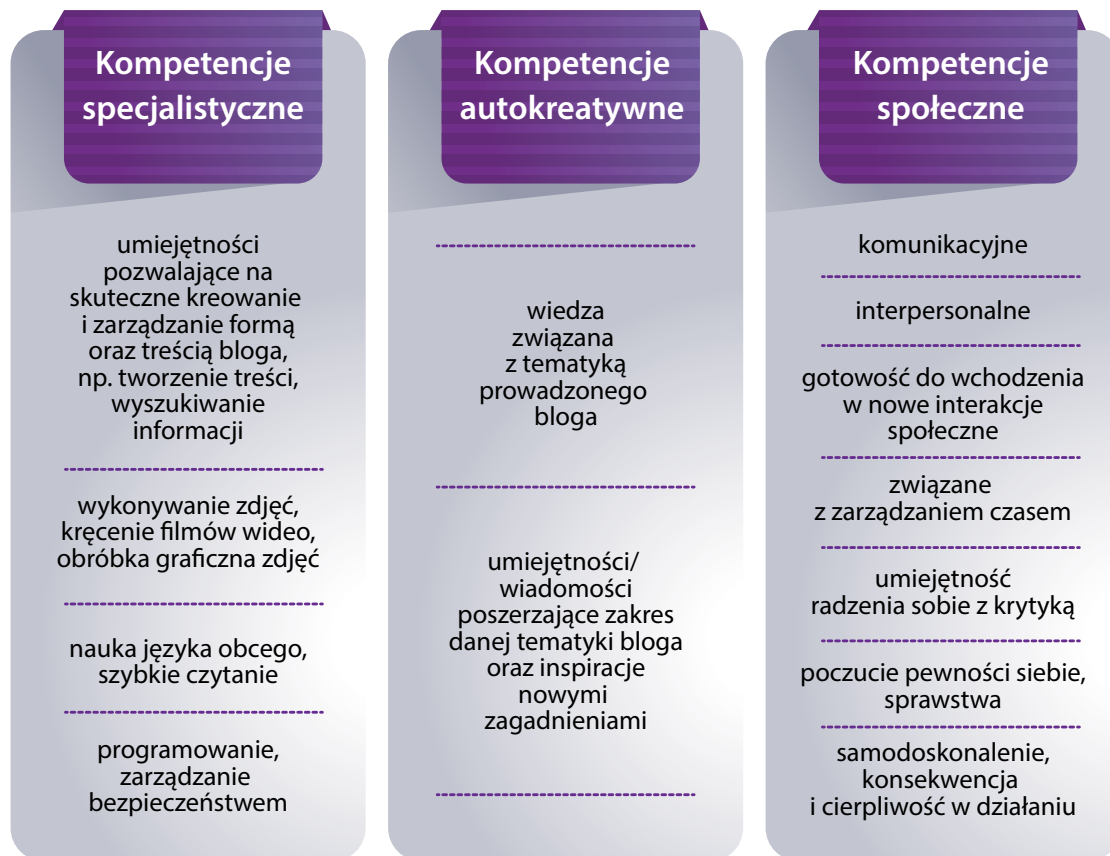 Kompetencje
specjalistyczne
umiejętności
pozwalające na
skuteczne kreowanie
i zarządzanie formą
oraz treścią bloga,
np. tworzenie treści,
wyszukiwanie
informacji
wykonywanie zdjęć,
kręcenie filmów wideo,
obróbka graficzna zdjęć
nauka języka obcego,
szybkie czytanie
programowanie,
zarządzanie
bezpieczeństwem
Kompetencje
autokreatywne
wiedza
związana
z tematyką
prowadzonego
bloga
umiejętności/
wiadomości
poszerzające zakres
danej tematyki bloga
oraz inspiracje
nowymi
zagadnieniami
Kompetencje
społeczne
komunikacyjne
interpersonalne
gotowość do wchodzenia
w nowe interakcje
społeczne
związane
z zarządzaniem czasem
umiejętność
radzenia sobie z krytyką
poczucie pewności siebie,
sprawstwa
samodoskonalenie,
konsekwencja
i cierpliwość w działaniu